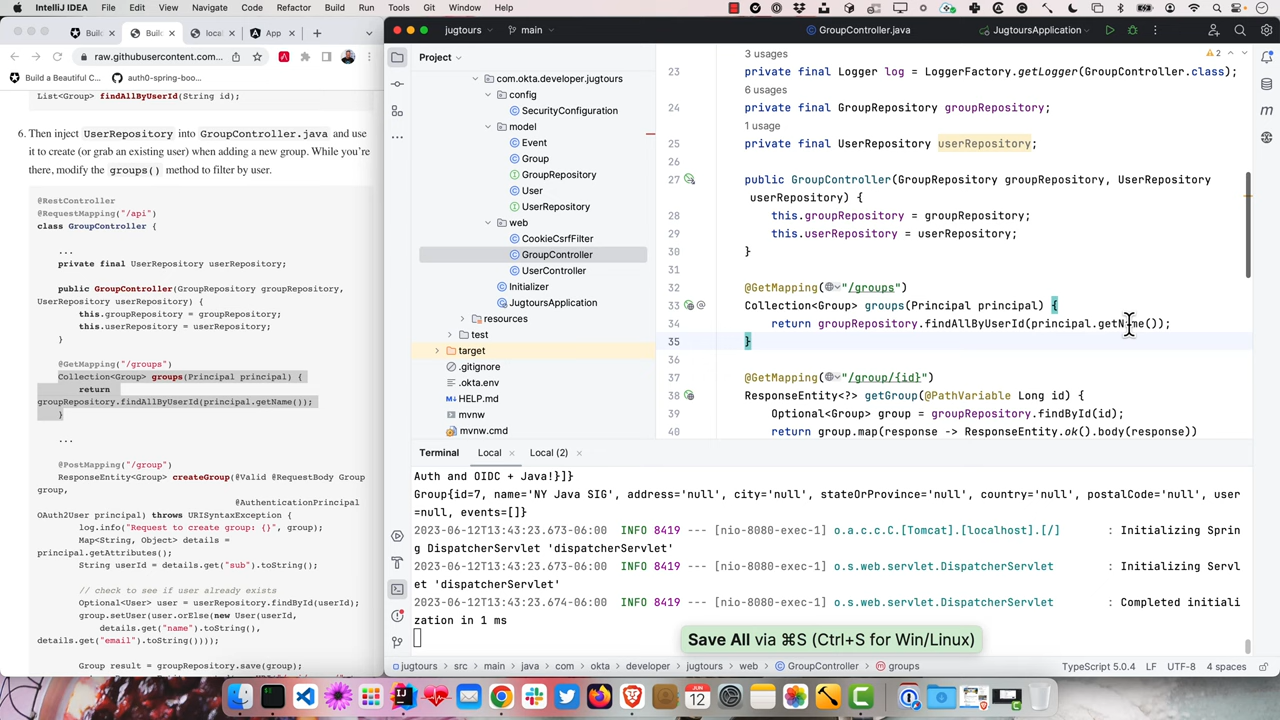 IntelliJ IDEA File Edit View Navigate Code Refactor Build Run Tools Git Window Help
Build
Build
local
App
raw.githubusercontent.com...
Build a Beautiful C...
auth0-spring-boo...
List<Group> findAllByUserId(String id);
6. Then inject UserRepository into GroupController.java and use
it to create (or grab an existing user) when adding a new group. While you're
there, modify the groups() method to filter by user.
@RestController
@RequestMapping("/api")
class GroupController {
...
private final UserRepository userRepository;
public GroupController(GroupRepository groupRepository,
UserRepository userRepository) {
this.groupRepository = groupRepository;
this.userRepository = userRepository;
}
@GetMapping("/groups")
Collection<Group> groups(Principal principal) {
return
groupRepository.findAllByUserId(principal.getName());
}
...
@PostMapping("/group")
ResponseEntity<Group> createGroup(@Valid @RequestBody Group
group,
@AuthenticationPrincipal
OAuth2User principal) throws URISyntaxException {
log.info("Request to create group: {}", group);
Map<String, Object> details =
principal.getAttributes();
String userId = details.get("sub").toString();
// check to see if user already exists
Optional<User> user = userRepository.findById(userId);
group.setUser(user.orElse(new User(userId,
details.get("name").toString(),
details.get("email").toString())));
Group result = groupRepository.save(group);
jugtours
main
GroupController.java
JugtoursApplication
Project
com.okta.developer.jugtours
config
SecurityConfiguration
model
Event
Group
GroupRepository
User
UserRepository
web
CookieCsrfFilter
GroupController
UserController
Initializer
JugtoursApplication
resources
test
target
.gitignore
.okta.env
HELP.md
mvnw
mvnw.cmd
3 usages
2
23 private final Logger log = LoggerFactory.getLogger(GroupController.class);
6 usages
24 private final GroupRepository groupRepository;
1 usage
25 private final UserRepository userRepository;
26
27 public GroupController(GroupRepository groupRepository, UserRepository
userRepository) {
28 this.groupRepository = groupRepository;
29 this.userRepository = userRepository;
30 }
31
32 @GetMapping("/groups")
33 Collection<Group> groups(Principal principal) {
34 return groupRepository.findAllByUserId(principal.getName());
35 }
36
37 @GetMapping("/group/{id}")
38 ResponseEntity<?> getGroup(@PathVariable Long id) {
39 Optional<Group> group = groupRepository.findById(id);
40 return group.map(response -> ResponseEntity.ok().body(response))
Terminal Local Local (2)
Auth and OIDC + Java!}]}
Group{id=7, name='NY Java SIG', address='null', city='null', stateOrProvince='null', country='null', postalCode='null', user
=null, events=[]}
2023-06-12T13:43:23.673-06:00 INFO 8419 --- [nio-8080-exec-1] o.a.c.c.C.[Tomcat].[localhost].[/] : Initializing Sprin
g DispatcherServlet 'dispatcherServlet'
2023-06-12T13:43:23.673-06:00 INFO 8419 --- [nio-8080-exec-1] o.s.web.servlet.DispatcherServlet : Initializing Servl
et 'dispatcherServlet'
2023-06-12T13:43:23.674-06:00 INFO 8419 --- [nio-8080-exec-1] o.s.web.servlet.DispatcherServlet : Completed initiali
zation in 1 ms
Save All via ⌘S (Ctrl+S for Win/Linux)
jugtours > src > main > java > com > okta > developer > jugtours > web > GroupController > groups
TypeScript 5.0.4 LF UTF-8 4 spaces
JUN
12